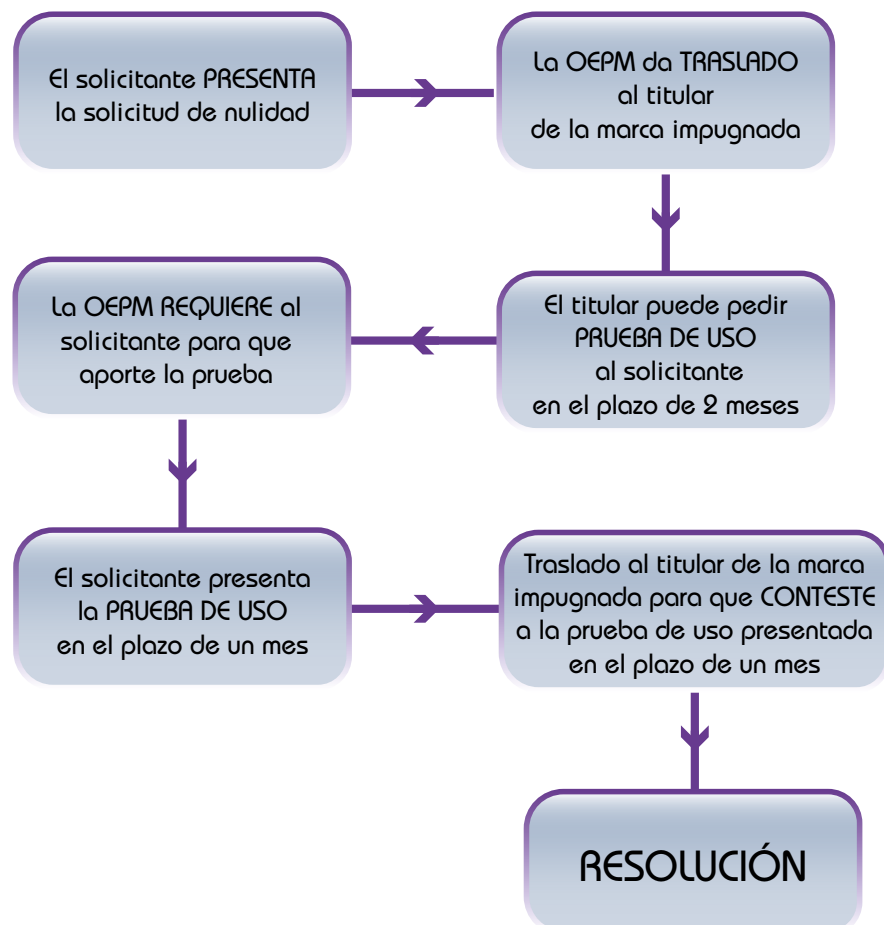 El solicitante PRESENTA
la solicitud de nulidad
La OEPM da TRASLADO
al titular
de la marca impugnada
El titular puede pedir
PRUEBA DE USO
al solicitante
en el plazo de 2 meses
La OEPM REQUIERE al
solicitante para que
aporte la prueba
El solicitante presenta
la PRUEBA DE USO
en el plazo de un mes
Traslado al titular de la marca
impugnada para que CONTESTE
a la prueba de uso presentada
en el plazo de un mes
RESOLUCIÓN